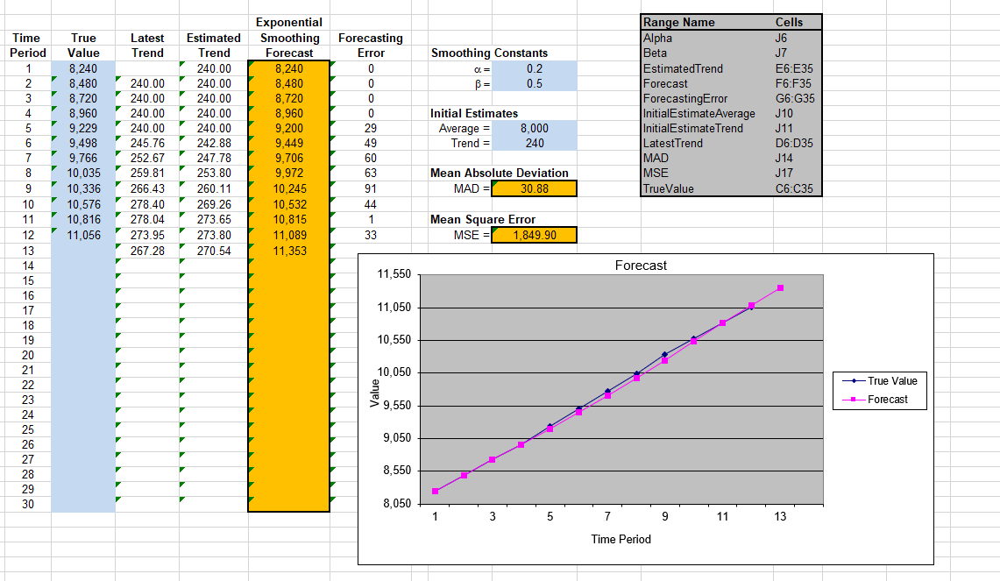 Exponential
Time True Latest Estimated Smoothing Forecasting
Period Value Trend Trend Forecast Error
1 8,240 240.00 8,240 0
2 8,480 240.00 240.00 8,480 0
3 8,720 240.00 240.00 8,720 0
4 8,960 240.00 240.00 8,960 0
5 9,229 240.00 240.00 9,200 29
6 9,498 245.76 242.88 9,449 49
7 9,766 252.67 247.78 9,706 60
8 10,035 259.81 253.80 9,972 63
9 10,336 266.43 260.11 10,245 91
10 10,576 278.40 269.26 10,532 44
11 10,816 278.04 273.65 10,815 1
12 11,056 273.95 273.80 11,089 33
13 267.28 270.54 11,353
14
15
16
17
18
19
20
21
22
23
24
25
26
27
28
29
30
Smoothing Constants
α = 0.2
β = 0.5
Initial Estimates
Average = 8,000
Trend = 240
Mean Absolute Deviation
MAD = 30.88
Mean Square Error
MSE = 1,849.90
Range Name Cells
Alpha J6
Beta J7
EstimatedTrend E6:E35
Forecast F6:F35
ForecastingError G6:G35
InitialEstimateAverage J10
InitialEstimateTrend J11
LatestTrend D6:D35
MAD J14
MSE J17
TrueValue C6:C35
Forecast
11,550
11,050
10,550
10,050
9,550
9,050
8,550
8,050
Value
1 3 5 7 9 11 13
Time Period
True Value
Forecast